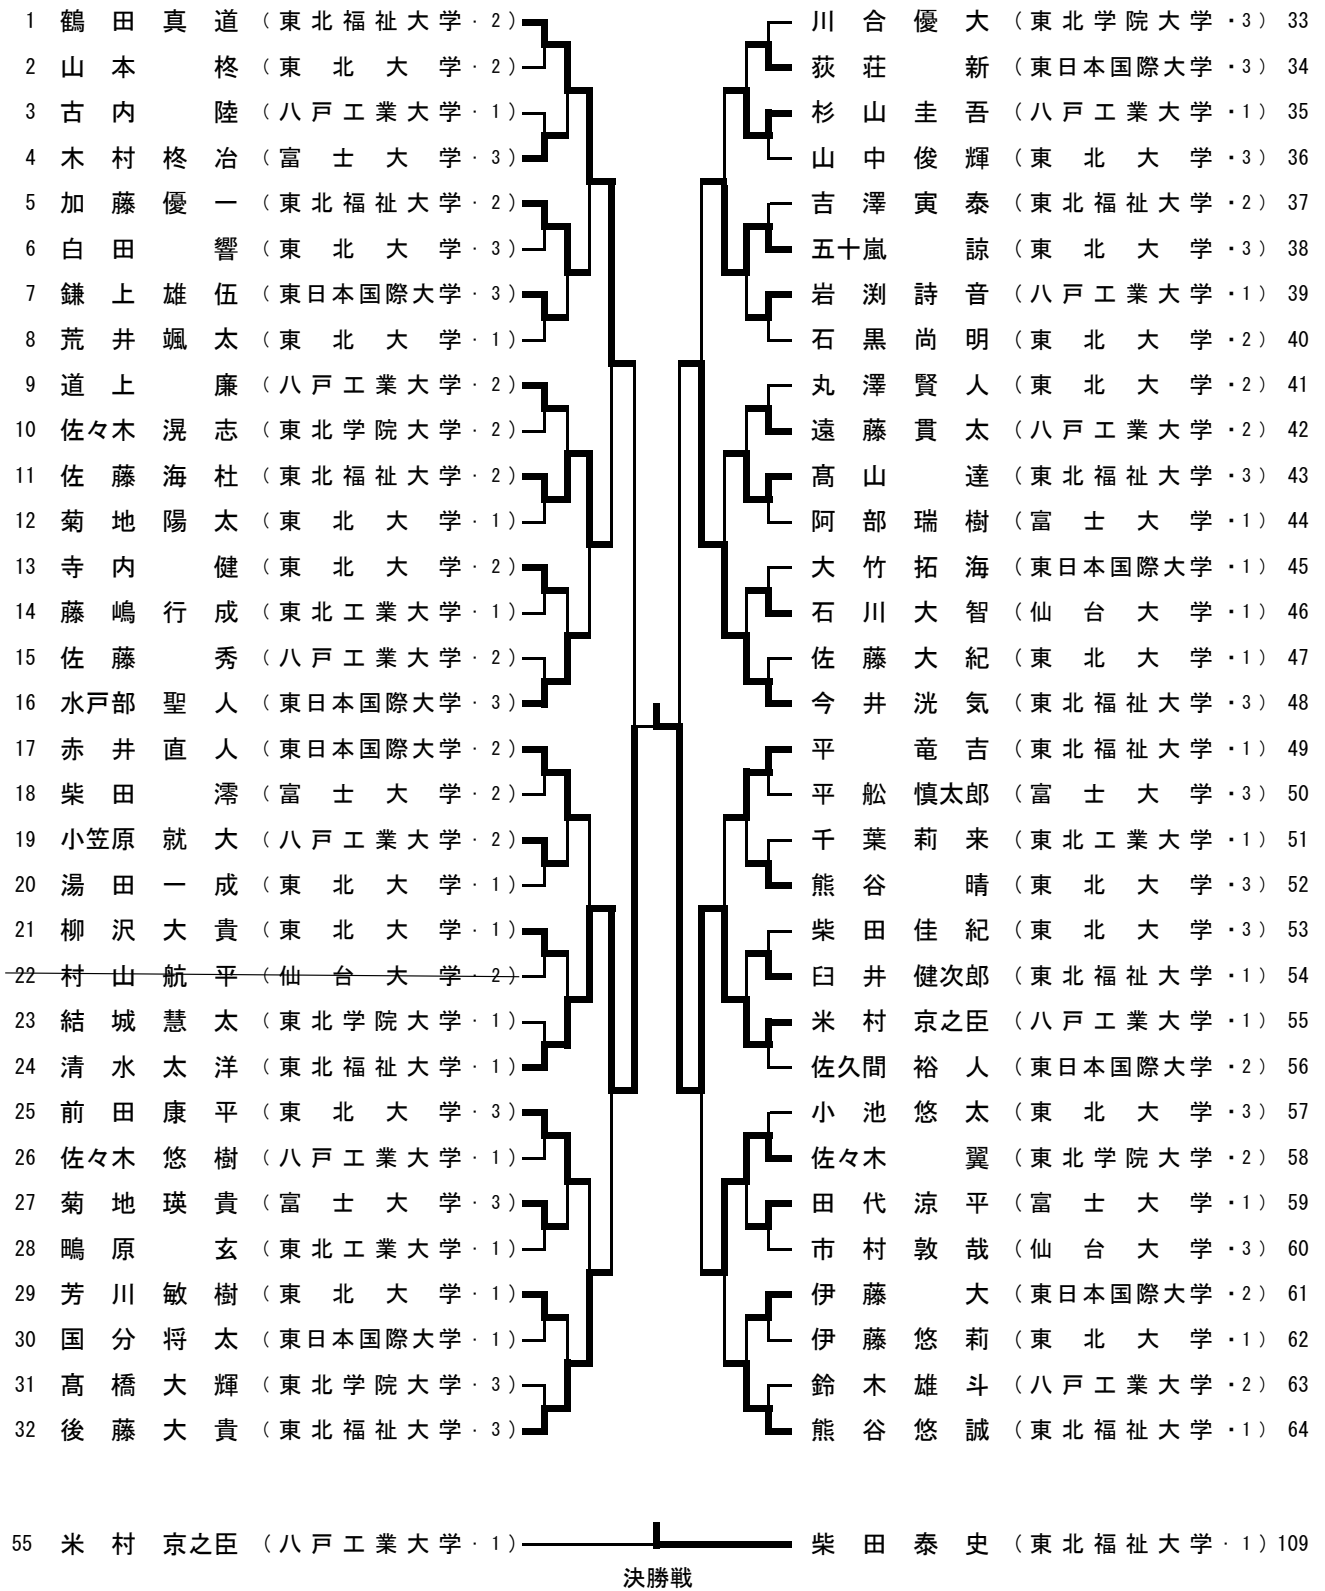 1 鶴田真道 (東北福祉大学・2)
2 山本柊 (東北大学・2)
3 古内陸 (八戸工業大学・1)
4 木村柊冶 (富士大学・3)
5 加藤優一 (東北福祉大学・2)
6 白田響 (東北大学・3)
7 鎌上雄伍 (東日本国際大学・3)
8 荒井颯太 (東北大学・1)
9 道上廉 (八戸工業大学・2)
10 佐々木滉志 (東北学院大学・2)
11 佐藤海杜 (東北福祉大学・2)
12 菊地陽太 (東北大学・1)
13 寺内健 (東北大学・2)
14 藤嶋行成 (東北工業大学・1)
15 佐藤秀 (八戸工業大学・2)
16 水戸部聖人 (東日本国際大学・3)
17 赤井直人 (東日本国際大学・2)
18 柴田澪 (富士大学・2)
19 小笠原就大 (八戸工業大学・2)
20 湯田一成 (東北大学・1)
21 柳沢大貴 (東北大学・1)
22 村山航平 (仙台大学・2)
23 結城慧太 (東北学院大学・1)
24 清水太洋 (東北福祉大学・1)
25 前田康平 (東北大学・3)
26 佐々木悠樹 (八戸工業大学・1)
27 菊地瑛貴 (富士大学・3)
28 鴫原玄 (東北工業大学・1)
29 芳川敏樹 (東北大学・1)
30 国分将太 (東日本国際大学・1)
31 髙橋大輝 (東北学院大学・3)
32 後藤大貴 (東北福祉大学・3)
川合優大 (東北学院大学・3) 33
荻荘新 (東日本国際大学・3) 34
杉山圭吾 (八戸工業大学・1) 35
山中俊輝 (東北大学・3) 36
吉澤寅泰 (東北福祉大学・2) 37
五十嵐諒 (東北大学・3) 38
岩渕詩音 (八戸工業大学・1) 39
石黒尚明 (東北大学・2) 40
丸澤賢人 (東北大学・2) 41
遠藤貫太 (八戸工業大学・2) 42
髙山達 (東北福祉大学・3) 43
阿部瑞樹 (富士大学・1) 44
大竹拓海 (東日本国際大学・1) 45
石川大智 (仙台大学・1) 46
佐藤大紀 (東北大学・1) 47
今井洸気 (東北福祉大学・3) 48
平竜吉 (東北福祉大学・1) 49
平舩慎太郎 (富士大学・3) 50
千葉莉来 (東北工業大学・1) 51
熊谷晴 (東北大学・3) 52
柴田佳紀 (東北大学・3) 53
臼井健次郎 (東北福祉大学・1) 54
米村京之臣 (八戸工業大学・1) 55
佐久間裕人 (東日本国際大学・2) 56
小池悠太 (東北大学・3) 57
佐々木翼 (東北学院大学・2) 58
田代涼平 (富士大学・1) 59
市村敦哉 (仙台大学・3) 60
伊藤大 (東日本国際大学・2) 61
伊藤悠莉 (東北大学・1) 62
鈴木雄斗 (八戸工業大学・2) 63
熊谷悠誠 (東北福祉大学・1) 64
55 米村京之臣 (八戸工業大学・1)
柴田泰史 (東北福祉大学・1) 109
決勝戦